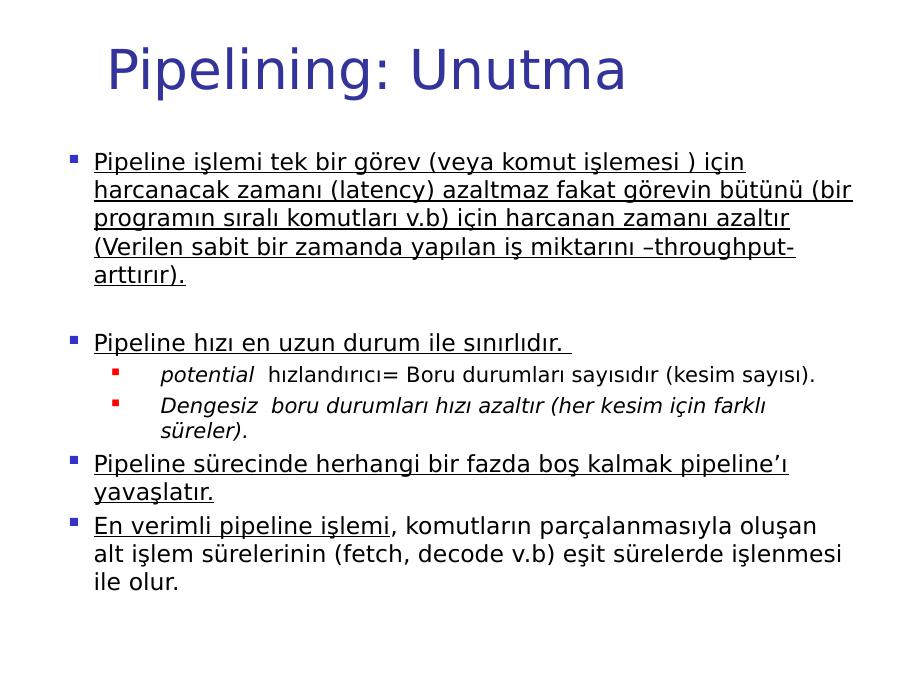 Pipelining: Unutma
Pipeline işlemi tek bir görev (veya komut işlemesi ) için
harcanacak zamanı (latency) azaltmaz fakat görevin bütünü (bir
programın sıralı komutları v.b) için harcanan zamanı azaltır
(Verilen sabit bir zamanda yapılan iş miktarını –throughput-
arttırır).
Pipeline hızı en uzun durum ile sınırlıdır.
potential  hızlandırıcı= Boru durumları sayısıdır (kesim sayısı).
Dengesiz  boru durumları hızı azaltır (her kesim için farklı
süreler).
Pipeline sürecinde herhangi bir fazda boş kalmak pipeline’ı
yavaşlatır.
En verimli pipeline işlemi, komutların parçalanmasıyla oluşan
alt işlem sürelerinin (fetch, decode v.b) eşit sürelerde işlenmesi
ile olur.